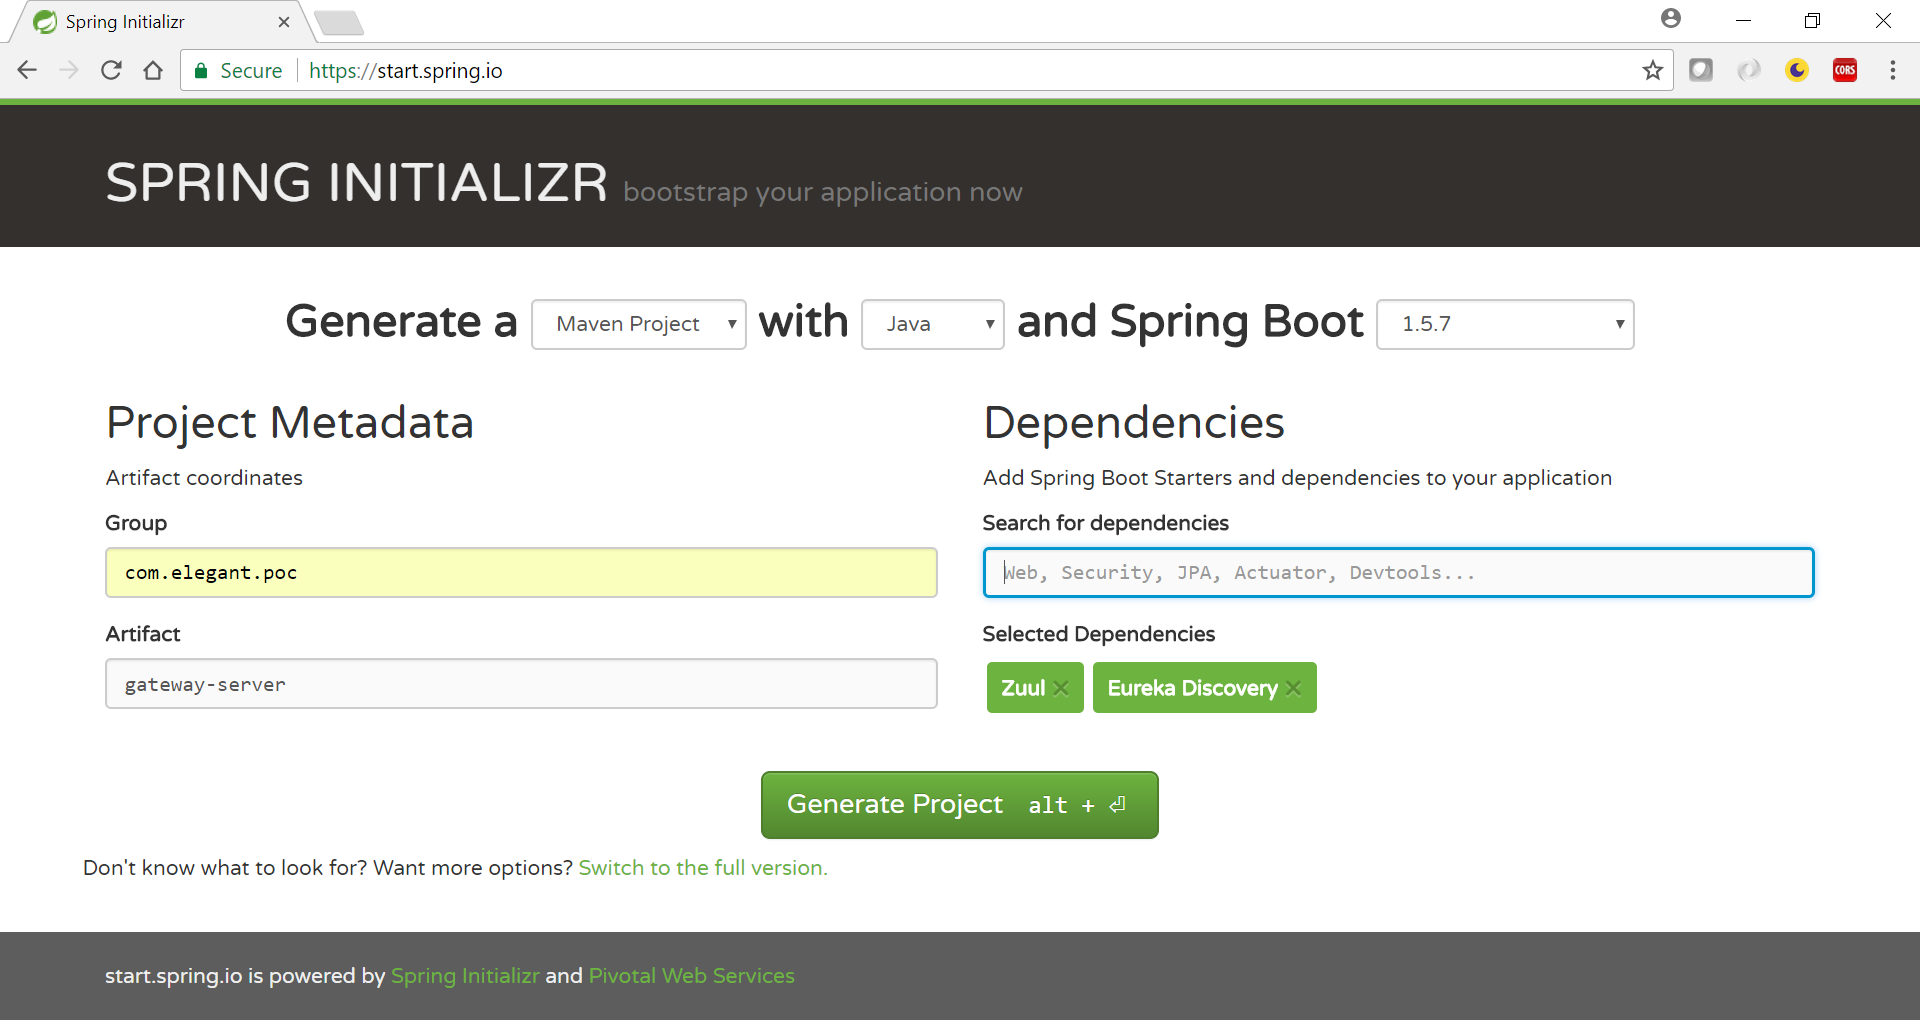 Spring Initializr
Secure https://start.spring.io
CORS
SPRING INITIALIZR bootstrap your application now
Generate a Maven Project with Java and Spring Boot 1.5.7
Project Metadata
Artifact coordinates
Group
com.elegant.poc
Artifact
gateway-server
Dependencies
Add Spring Boot Starters and dependencies to your application
Search for dependencies
Web, Security, JPA, Actuator, Devtools...
Selected Dependencies
Zuul Eureka Discovery
Generate Project alt + ⏎
Don't know what to look for? Want more options? Switch to the full version.
start.spring.io is powered by Spring Initializr and Pivotal Web Services